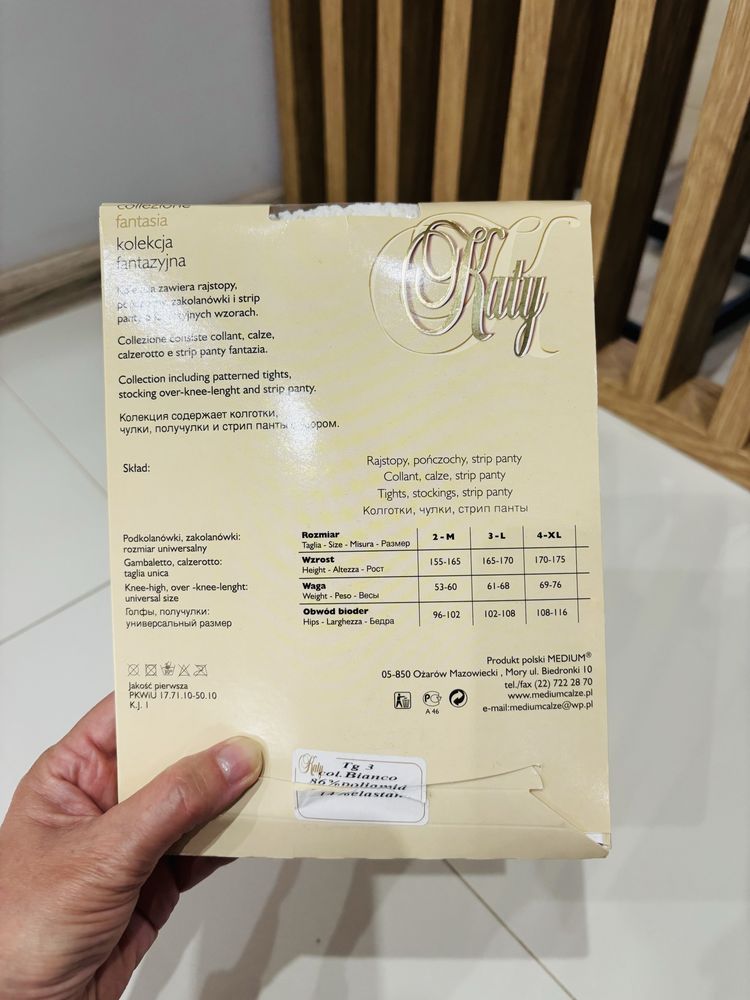 collezione
fantasia
kolekcja
fantazyjna
Katy
zawiera rajstopy,
zakolanówki i strip
wzorach.
Collezione consiste collant, calze,
calzerotto e strip panty fantazia.
Collection including patterned tights,
stocking over-knee-lenght and strip panty.
Колекция содержает колготки,
чулки, получулки и стрип панты
Skład:
Rajstopy, pończochy, strip panty
Collant, calze, strip panty
Tights, stockings, strip panty
Колготки, чулки, стрип панты
Podkolanówki, zakolanówki:
rozmiar uniwersalny
Gambaletto, calzerotto:
taglia unica
Knee-high, over -knee-lenght:
universal size
Голфы, получулки:
универсальный размер
Rozmiar 2 - M 3 - L 4 - XL
Taglia - Size - Misura - Размер
Wzrost 155-165 165-170 170-175
Height - Altezza - Рост
Waga 53-60 61-68 69-76
Weight - Peso - Весы
Obwód bioder 96-102 102-108 108-116
Hips - Larghezza - Бедра
Jakość pierwsza
PKWiU 17.71.10-50.10
K.J. 1
Produkt polski MEDIUM®
05-850 Ożarów Mazowiecki , Mory ul. Biedronki 10
tel./fax (22) 722 28 70
www.mediumcalze.pl
e-mail:mediumcalze@wp.pl
A 46
Katy
Tg 3
col. Bianco
86%poliamid
14%elastan